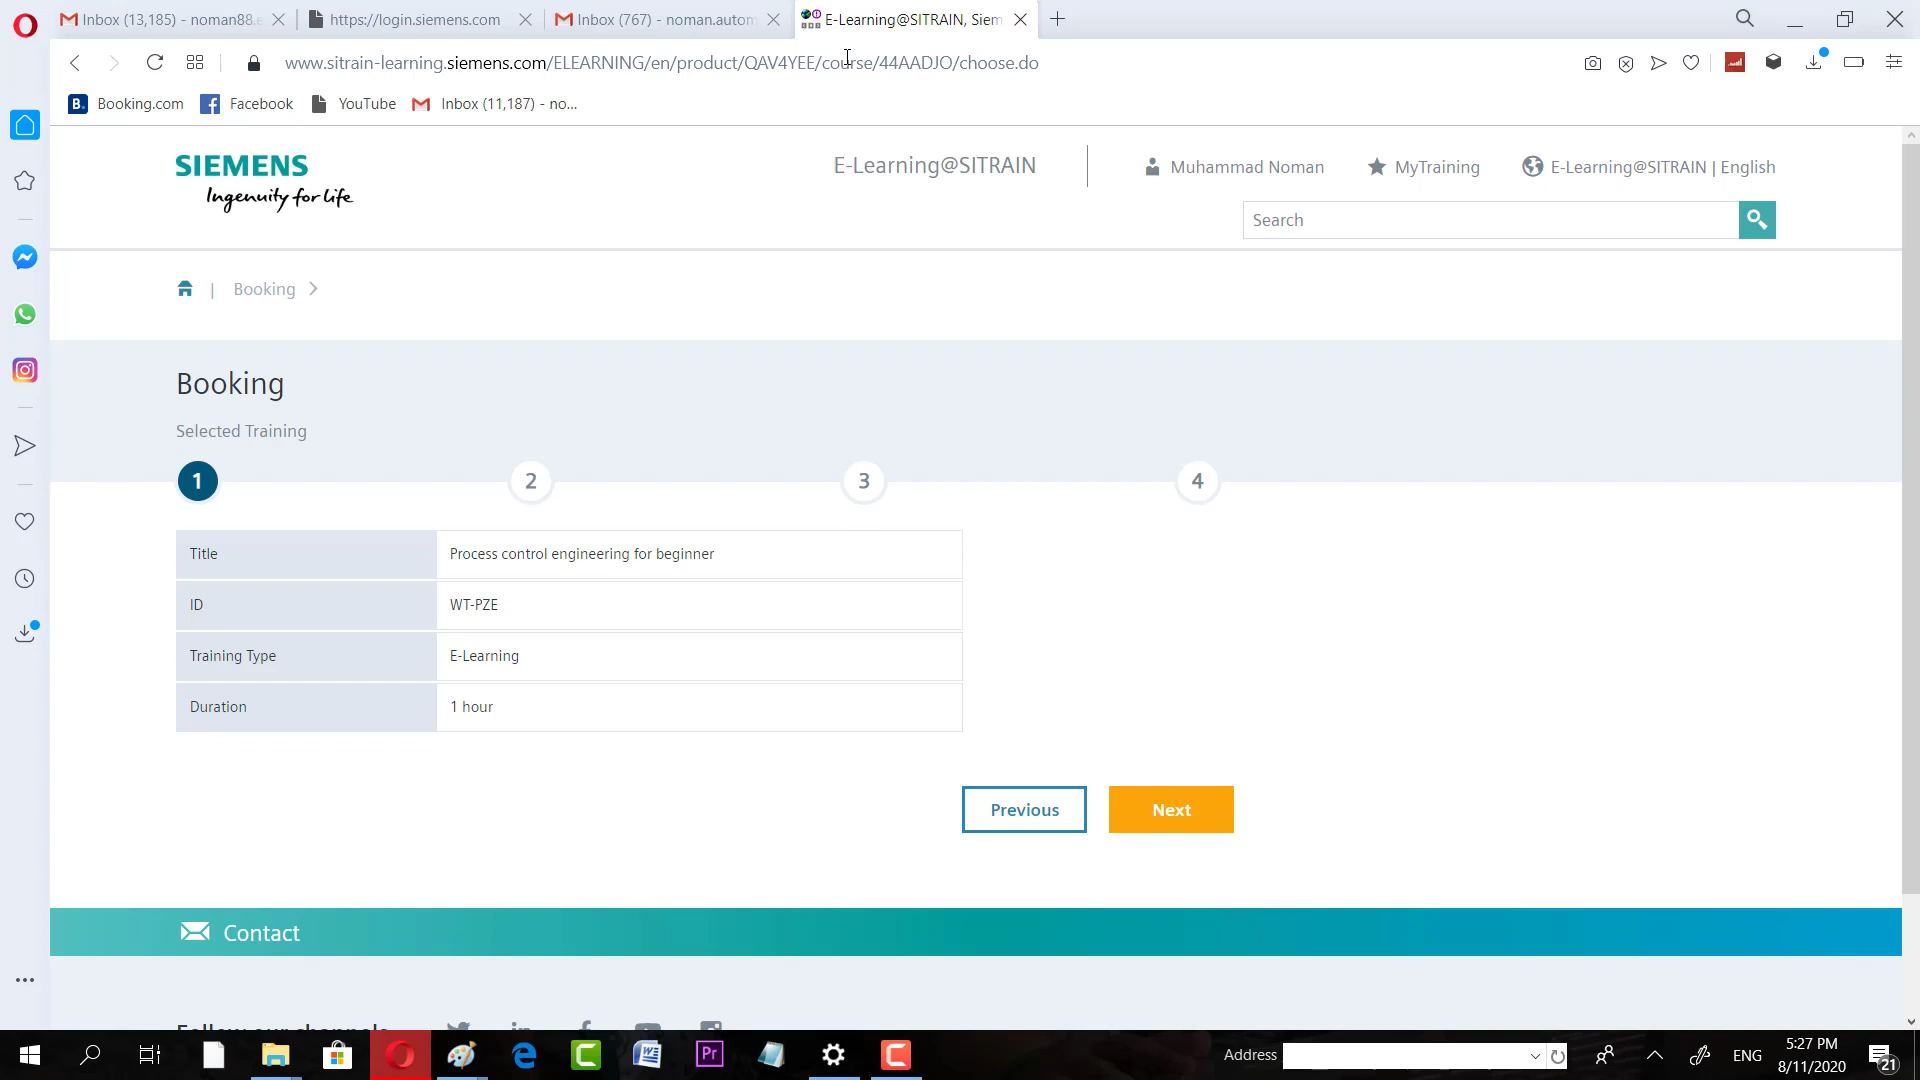 Inbox (13,185) - noman88.e
https://login.siemens.com
Inbox (767) - noman.autom
E-Learning@SITRAIN, Siem
www.sitrain-learning.siemens.com/ELEARNING/en/product/QAV4YEE/course/44AADJO/choose.do
B. Booking.com
Facebook
YouTube
Inbox (11,187) - no...
SIEMENS
Ingenuity for life
E-Learning@SITRAIN
Muhammad Noman
MyTraining
E-Learning@SITRAIN | English
Search
| Booking
Booking
Selected Training
1 2 3 4
Title Process control engineering for beginner
ID WT-PZE
Training Type E-Learning
Duration 1 hour
Previous
Next
Contact
Follow our channels
Address
ENG
5:27 PM
8/11/2020
21